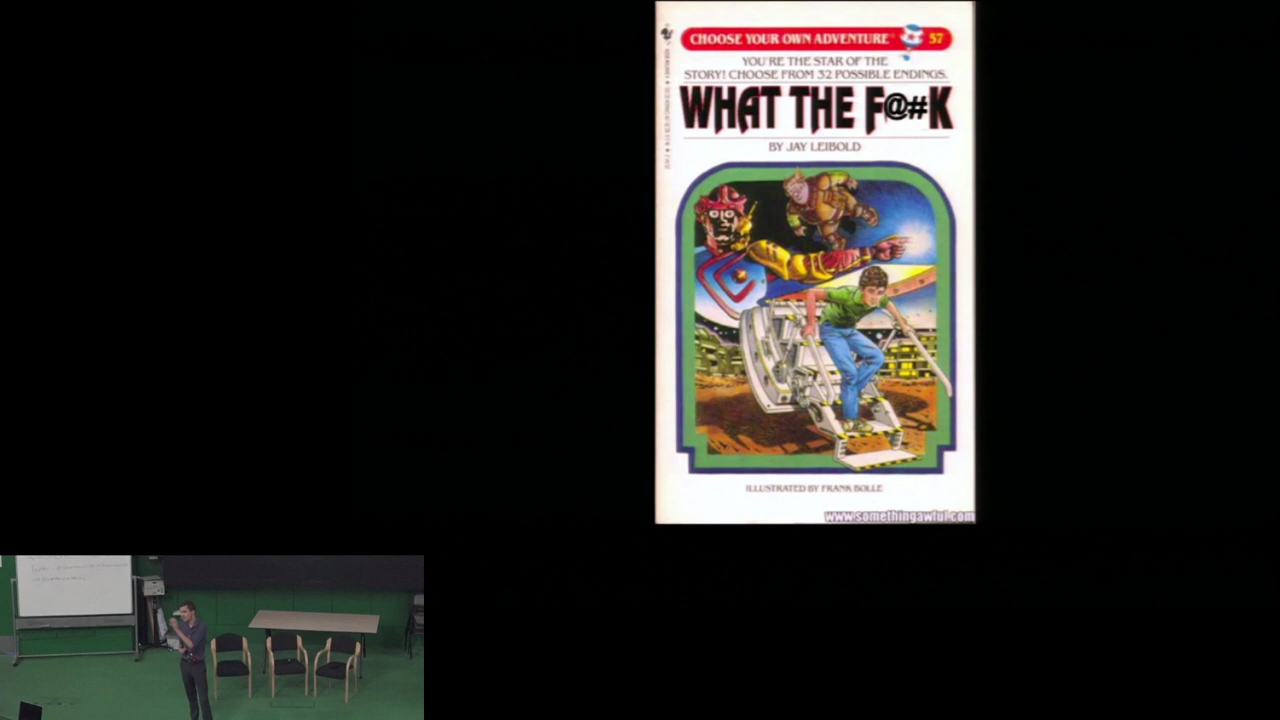 CHOOSE YOUR OWN ADVENTURE 57
YOU'RE THE STAR OF THE
STORY! CHOOSE FROM 32 POSSIBLE ENDINGS.
WHAT THE F@#K
BY JAY LEIBOLD
ILLUSTRATED BY FRANK BOLLE
www.somethingawful.com